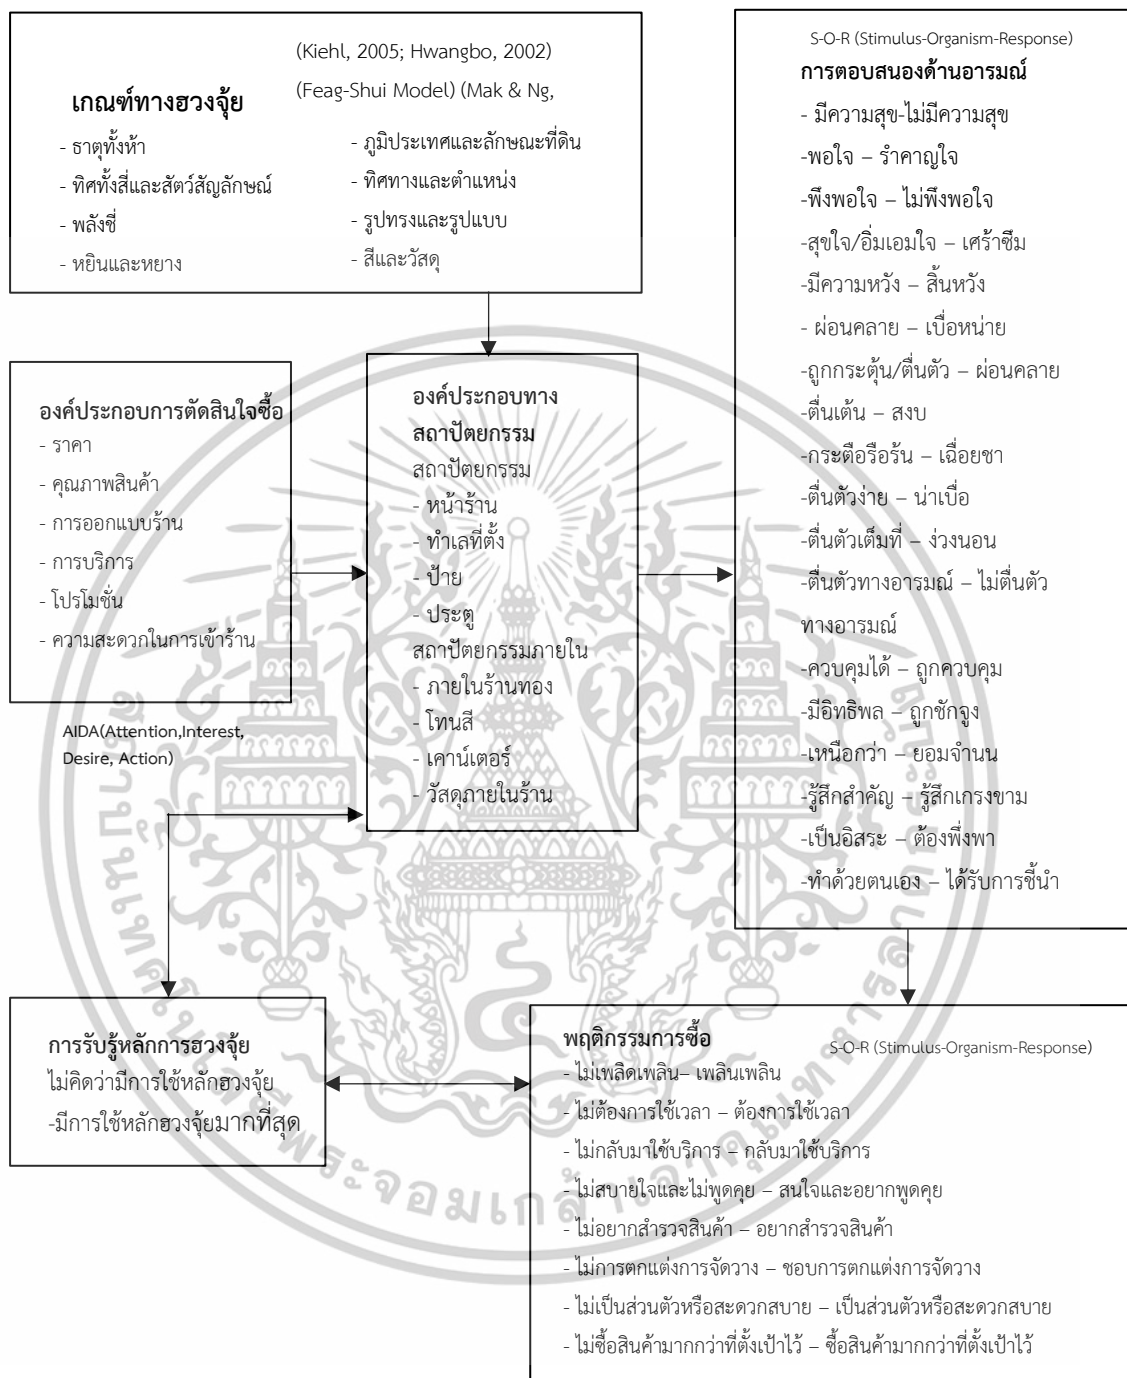 (Kiehl, 2005; Hwangbo, 2002)
(Feag-Shui Model) (Mak & Ng,
เกณฑ์ทางฮวงจุ้ย
- ธาตุทั้งห้า
- ทิศทั้งสี่และสัตว์สัญลักษณ์
- พลังชี่
- หยินและหยาง
- ภูมิประเทศและลักษณะที่ดิน
- ทิศทางและตำแหน่ง
- รูปทรงและรูปแบบ
- สีและวัสดุ
องค์ประกอบการตัดสินใจซื้อ
- ราคา
- คุณภาพสินค้า
- การออกแบบร้าน
- การบริการ
- โปรโมชั่น
- ความสะดวกในการเข้าร้าน
AIDA(Attention,Interest,
Desire, Action)
องค์ประกอบทาง
สถาปัตยกรรม
สถาปัตยกรรม
- หน้าร้าน
- ทำเลที่ตั้ง
- ป้าย
- ประตู
สถาปัตยกรรมภายใน
- ภายในร้านทอง
- โทนสี
- เคาน์เตอร์
- วัสดุภายในร้าน
S-O-R (Stimulus-Organism-Response)
การตอบสนองด้านอารมณ์
- มีความสุข-ไม่มีความสุข
-พอใจ – รำคาญใจ
-พึงพอใจ – ไม่พึงพอใจ
-สุขใจ/อิ่มเอมใจ – เศร้าซึม
-มีความหวัง – สิ้นหวัง
- ผ่อนคลาย – เบื่อหน่าย
-ถูกกระตุ้น/ตื่นตัว – ผ่อนคลาย
-ตื่นเต้น – สงบ
-กระตือรือร้น – เฉื่อยชา
-ตื่นตัวง่าย – น่าเบื่อ
-ตื่นตัวเต็มที่ – ง่วงนอน
-ตื่นตัวทางอารมณ์ – ไม่ตื่นตัว
ทางอารมณ์
-ควบคุมได้ – ถูกควบคุม
-มีอิทธิพล – ถูกชักจูง
-เหนือกว่า – ยอมจำนน
-รู้สึกสำคัญ – รู้สึกเกรงขาม
-เป็นอิสระ – ต้องพึ่งพา
-ทำด้วยตนเอง – ได้รับการชี้นำ
การรับรู้หลักการฮวงจุ้ย
ไม่คิดว่ามีการใช้หลักฮวงจุ้ย
-มีการใช้หลักฮวงจุ้ยมากที่สุด
พฤติกรรมการซื้อ
S-O-R (Stimulus-Organism-Response)
- ไม่เพลิดเพลิน– เพลินเพลิน
- ไม่ต้องการใช้เวลา – ต้องการใช้เวลา
- ไม่กลับมาใช้บริการ – กลับมาใช้บริการ
- ไม่สบายใจและไม่พูดคุย – สนใจและอยากพูดคุย
- ไม่อยากสำรวจสินค้า – อยากสำรวจสินค้า
- ไม่การตกแต่งการจัดวาง – ชอบการตกแต่งการจัดวาง
- ไม่เป็นส่วนตัวหรือสะดวกสบาย – เป็นส่วนตัวหรือสะดวกสบาย
- ไม่ซื้อสินค้ามากกว่าที่ตั้งเป้าไว้ – ซื้อสินค้ามากกว่าที่ตั้งเป้าไว้
สถาบันเทคโนโลยีพระจอมเกล้าเจ้าคุณทหารลาดกระบัง